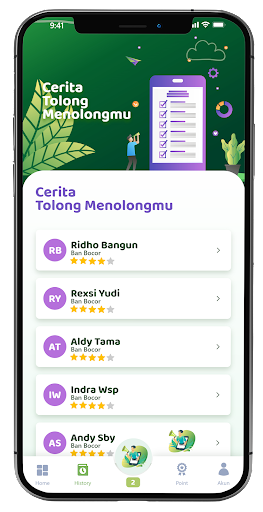 9:41
Cerita
Tolong
Menolongmu
Cerita
Tolong Menolongmu
RB
Ridho Bangun
Ban Bocor
RY
Rexsi Yudi
Ban Bocor
AT
Aldy Tama
Ban Bocor
IW
Indra Wsp
Ban Bocor
AS
Andy Sby
Ban Bocor
Home
History
2
Point
Akun